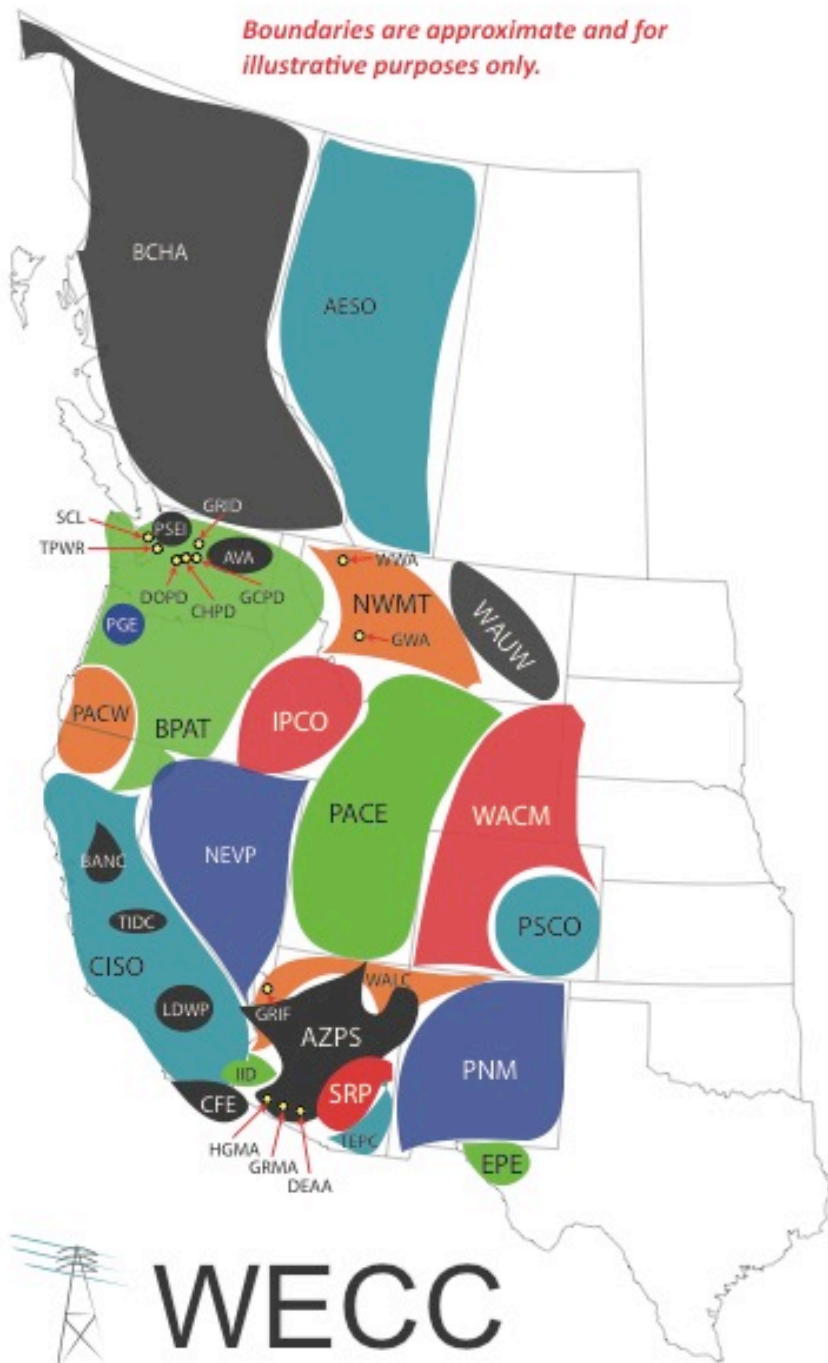 Boundaries are approximate and for
illustrative purposes only.
BCHA
AESO
GRID
SCL
PSEI
TPWR
AVA
WWA
DOPD
GCPD
CHPD
NWMT
WAUW
PGE
GWA
PACW
BPAT
IPCO
PACE
WACM
BANC
NEVP
TIDC
PSCO
CISO
WALC
LDWP
GRIF
AZPS
IID
SRP
PNM
CFE
TEPC
HGMA
GRMA
EPE
DEAA
WECC